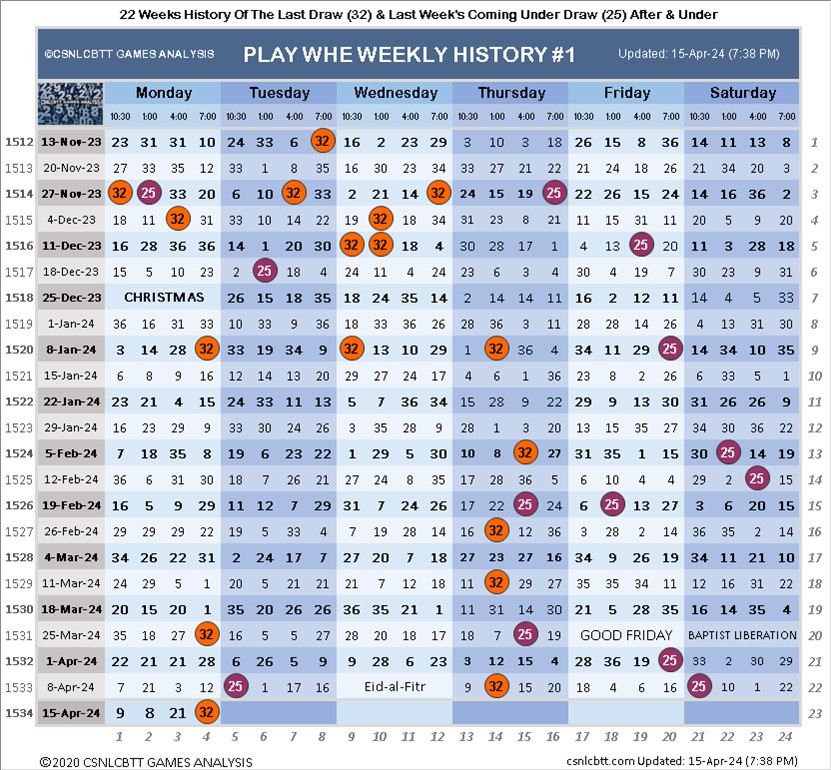 22 Weeks History Of The Last Draw (32) & Last Week's Coming Under Draw (25) After & Under
©CSNLCBTT GAMES ANALYSIS PLAY WHE WEEKLY HISTORY #1 Updated: 15-Apr-24 (7:38 PM)
CSNLCBTT GAMES ANALYSIS
Monday Tuesday Wednesday Thursday Friday Saturday
10:30 1:00 4:00 7:00 10:30 1:00 4:00 7:00 10:30 1:00 4:00 7:00 10:30 1:00 4:00 7:00 10:30 1:00 4:00 7:00 10:30 1:00 4:00 7:00
1512 13-Nov-23 23 31 31 10 24 33 6 32 16 2 23 29 3 10 3 18 26 15 8 36 14 11 13 8 1
1513 20-Nov-23 27 33 35 12 33 1 35 16 30 23 34 33 27 21 22 21 24 18 26 21 34 20 3 2
1514 27-Nov-23 32 25 33 20 6 10 32 33 2 21 14 32 24 15 19 25 22 26 15 24 14 16 36 2 3
1515 4-Dec-23 18 11 32 31 33 10 14 22 19 32 14 34 31 23 8 21 11 15 31 11 20 5 9 20 4
1516 11-Dec-23 16 28 36 36 14 1 20 30 32 32 18 4 30 28 17 1 4 13 25 20 11 3 28 18 5
1517 18-Dec-23 15 5 10 23 2 25 18 4 24 11 4 24 23 6 3 4 30 4 19 7 30 23 9 31 6
1518 25-Dec-23 CHRISTMAS 26 15 18 35 18 24 35 14 2 14 14 11 16 2 12 11 14 4 5 33 7
1519 1-Jan-24 36 16 31 33 10 33 9 36 18 33 36 26 28 36 3 11 28 28 14 26 4 13 31 30 8
1520 8-Jan-24 3 14 28 32 33 19 34 9 32 13 10 29 1 32 36 4 34 11 29 25 14 34 10 35 9
1521 15-Jan-24 6 8 9 16 12 14 13 20 29 27 24 17 4 6 1 36 23 8 2 26 6 33 5 1 10
1522 22-Jan-24 23 21 4 15 24 33 11 13 5 7 36 34 15 28 9 22 29 9 13 30 31 26 26 9 11
1523 29-Jan-24 16 23 29 9 33 30 24 26 3 35 28 9 28 1 3 20 13 15 35 27 34 30 36 22 12
1524 5-Feb-24 7 18 35 8 19 6 23 22 1 29 5 30 10 8 32 27 31 35 1 15 30 25 14 19 13
1525 12-Feb-24 36 6 31 30 18 7 26 21 27 34 24 8 17 28 36 5 6 10 4 4 29 2 25 23 14
1526 19-Feb-24 16 5 9 29 11 12 7 29 31 7 24 26 17 22 25 24 6 25 13 27 3 6 20 15 15
1527 26-Feb-24 29 29 29 22 19 5 33 4 7 19 28 14 16 32 12 36 3 28 2 14 36 35 2 14 16
1528 4-Mar-24 34 26 22 31 2 24 17 7 27 20 7 18 27 23 27 16 34 9 26 19 34 11 21 10 17
1529 11-Mar-24 24 29 5 1 20 5 21 21 21 7 12 18 11 32 29 27 35 35 34 11 12 16 31 22 18
1530 18-Mar-24 20 15 20 1 35 20 26 26 36 35 21 1 11 31 14 30 21 5 28 35 16 14 35 4 19
1531 25-Mar-24 35 18 27 32 16 5 5 27 28 20 18 17 18 7 25 19 GOOD FRIDAY BAPTIST LIBERATION 20
1532 1-Apr-24 22 21 21 28 6 26 5 9 9 28 6 23 3 12 15 4 28 36 19 25 33 2 30 29 21
1533 8-Apr-24 7 21 3 12 25 1 17 16 Eid-al-Fitr 9 32 15 20 18 4 6 16 25 10 1 22 22
1534 15-Apr-24 9 8 21 32 23
1 2 3 4 5 6 7 8 9 10 11 12 13 14 15 16 17 18 19 20 21 22 23 24
©2020 CSNLCBTT GAMES ANALYSIS csnlcbtt.com Updated: 15-Apr-24 (7:38 PM)